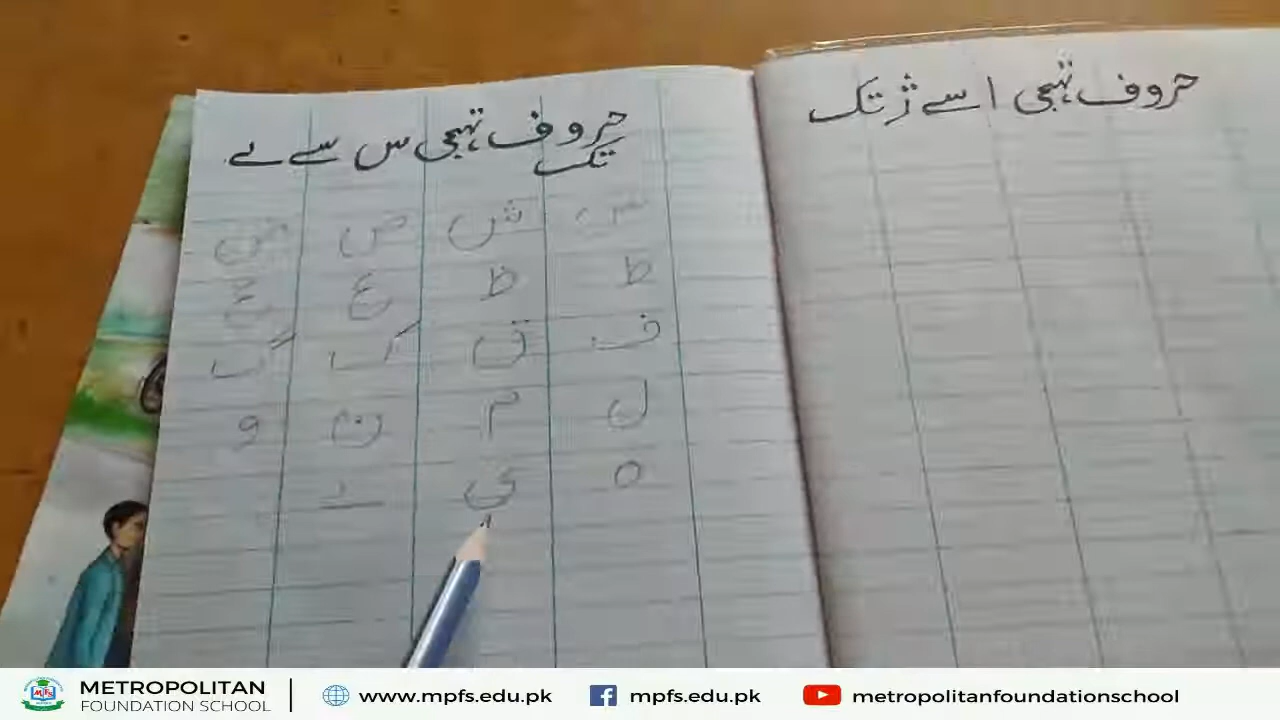 حروف تہجی ا سے ژ تک
حروف تہجی س سے ے
تک
س ش ص ض
ط ظ ع غ
ف ق ک گ
ل م ن و
ہ ی ے
METROPOLITAN
FOUNDATION SCHOOL
www.mpfs.edu.pk
mpfs.edu.pk
metropolitanfoundationschool